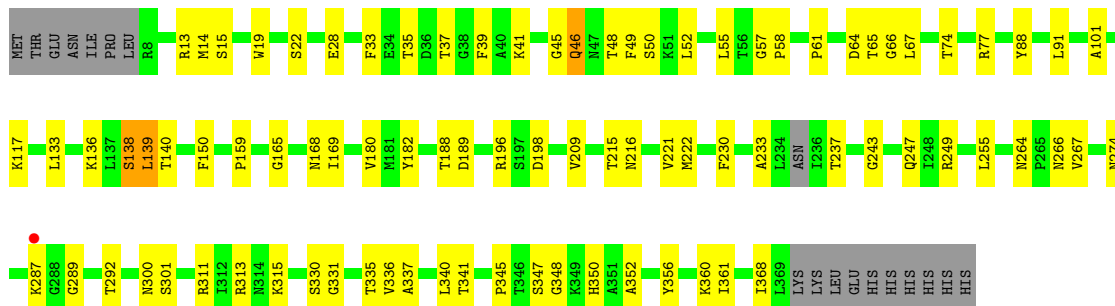 MET THR GLU ASN ILE PRO LEU R8 R13 M14 S15 W19 S22 E28 F33 E34 T35 D36 T37 G38 F39 A40 K41 G45 Q46 N47 T48 F49 S50 K51 L52 L55 T56 G57 P58 P61 D64 T65 G66 L67 T74 R77 Y88 L91 A101
K117 L133 K136 L137 S138 L139 T140 F150 P159 G165 N168 I169 V180 M181 Y182 T188 D189 R196 S197 D198 V209 T215 N216 V221 M222 F230 A233 L234 ASN I236 T237 G243 Q247 I248 R249 L255 N264 P265 N266 V267
K287 G288 G289 T292 N300 S301 R311 I312 R313 N314 K315 S330 G331 T335 V336 A337 L340 T341 P345 T346 S347 G348 K349 H350 A351 A352 Y356 K360 I361 I368 L369 LYS LYS LEU GLU HIS HIS HIS HIS HIS HIS